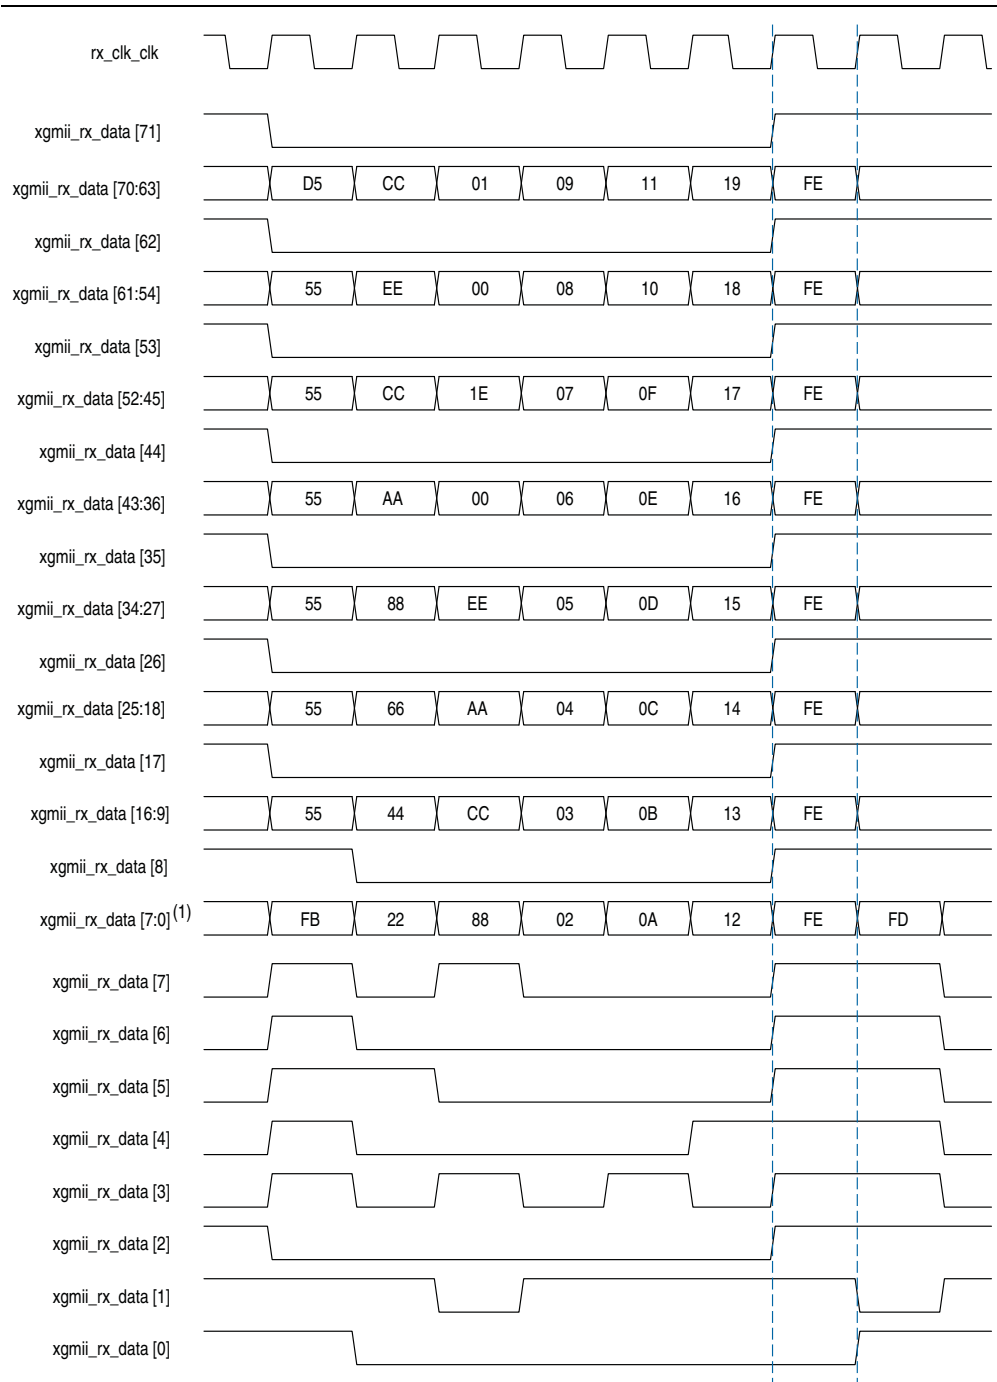 rx_clk_clk
xgmii_rx_data [71]
xgmii_rx_data [70:63] D5 CC 01 09 11 19 FE
xgmii_rx_data [62]
xgmii_rx_data [61:54] 55 EE 00 08 10 18 FE
xgmii_rx_data [53]
xgmii_rx_data [52:45] 55 CC 1E 07 0F 17 FE
xgmii_rx_data [44]
xgmii_rx_data [43:36] 55 AA 00 06 0E 16 FE
xgmii_rx_data [35]
xgmii_rx_data [34:27] 55 88 EE 05 0D 15 FE
xgmii_rx_data [26]
xgmii_rx_data [25:18] 55 66 AA 04 0C 14 FE
xgmii_rx_data [17]
xgmii_rx_data [16:9] 55 44 CC 03 0B 13 FE
xgmii_rx_data [8]
xgmii_rx_data [7:0] (1) FB 22 88 02 0A 12 FE FD
xgmii_rx_data [7]
xgmii_rx_data [6]
xgmii_rx_data [5]
xgmii_rx_data [4]
xgmii_rx_data [3]
xgmii_rx_data [2]
xgmii_rx_data [1]
xgmii_rx_data [0]